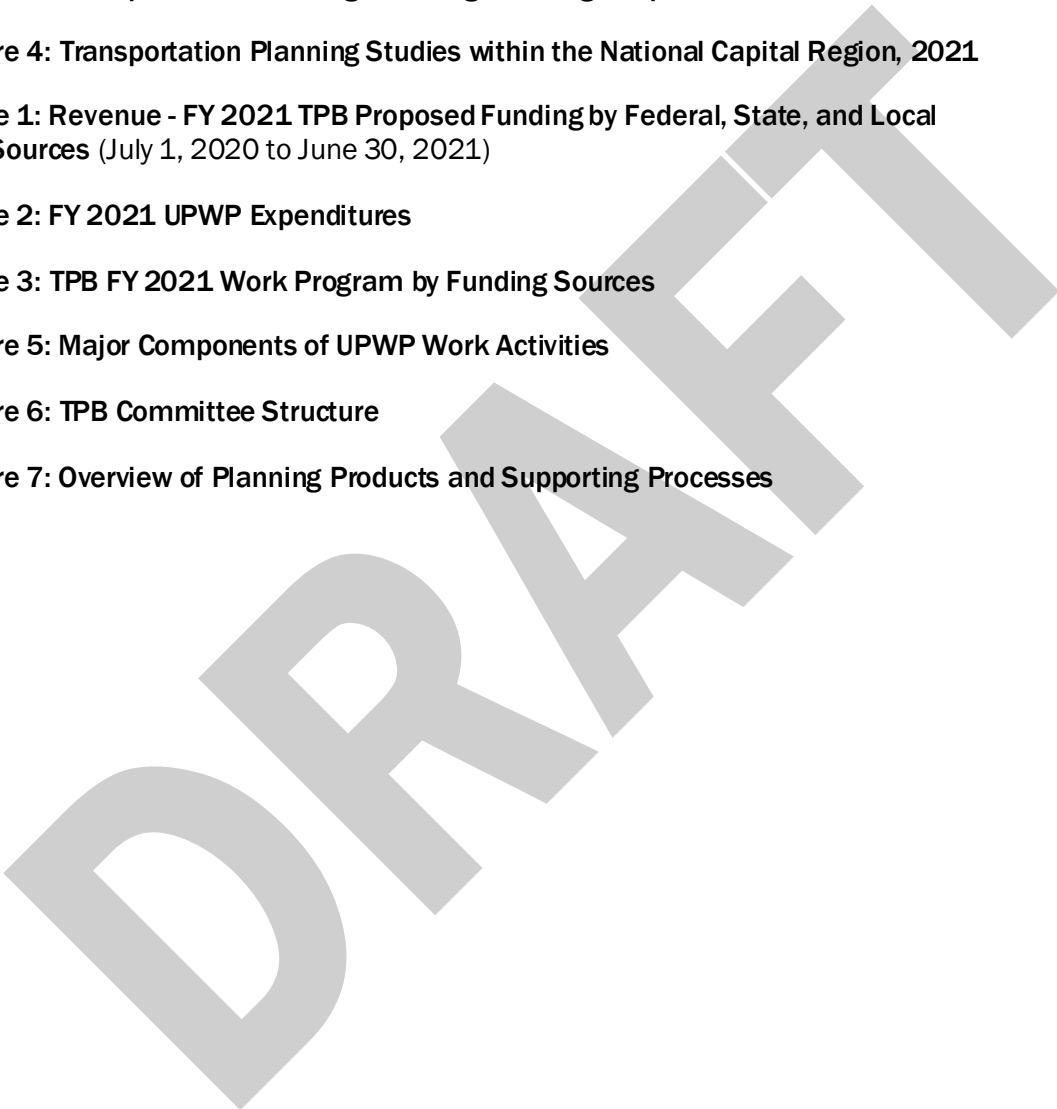 re 4: Transportation Planning Studies within the National Capital Region, 2021
e 1: Revenue - FY 2021 TPB Proposed Funding by Federal, State, and Local
Sources (July 1, 2020 to June 30, 2021)
e 2: FY 2021 UPWP Expenditures
e 3: TPB FY 2021 Work Program by Funding Sources
re 5: Major Components of UPWP Work Activities
re 6: TPB Committee Structure
re 7: Overview of Planning Products and Supporting Processes
DRAFT